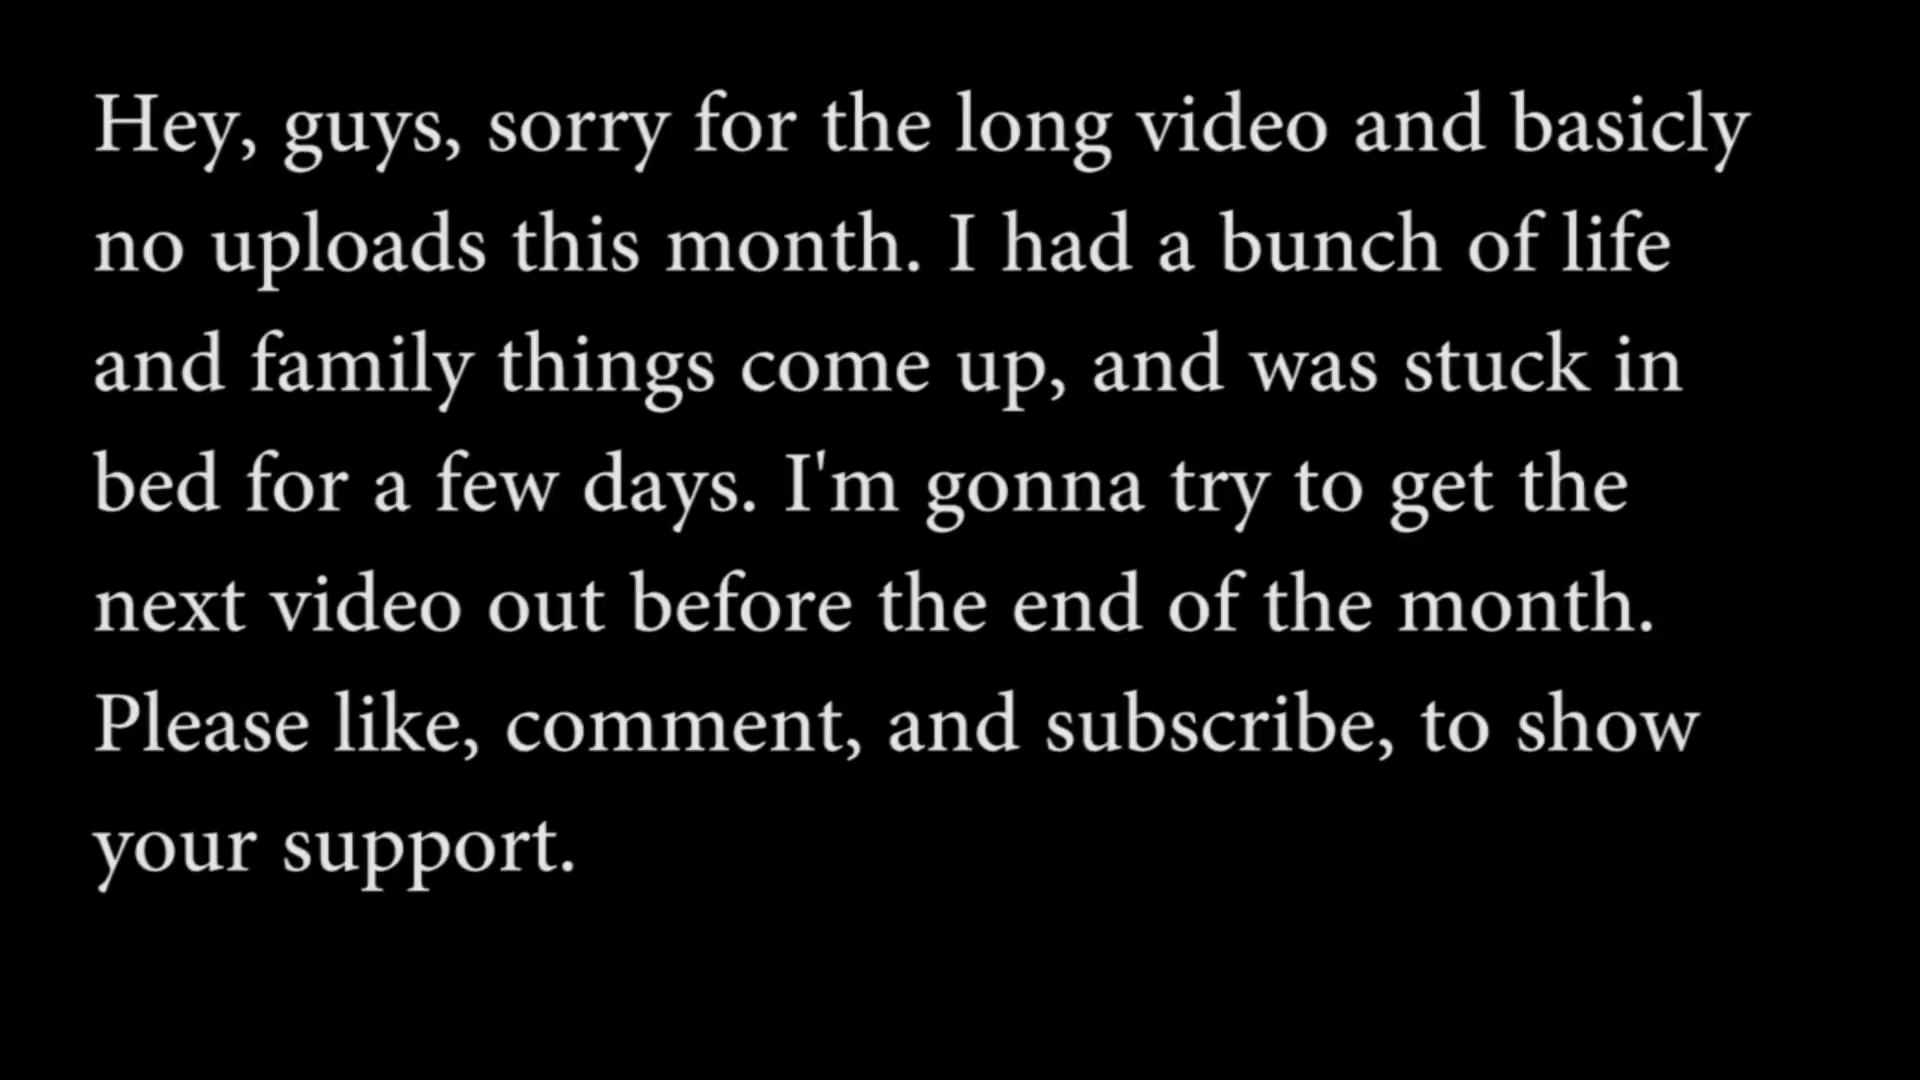 Hey, guys, sorry for the long video and basicly
no uploads this month. I had a bunch of life
and family things come up, and was stuck in
bed for a few days. I'm gonna try to get the
next video out before the end of the month.
Please like, comment, and subscribe, to show
your support.